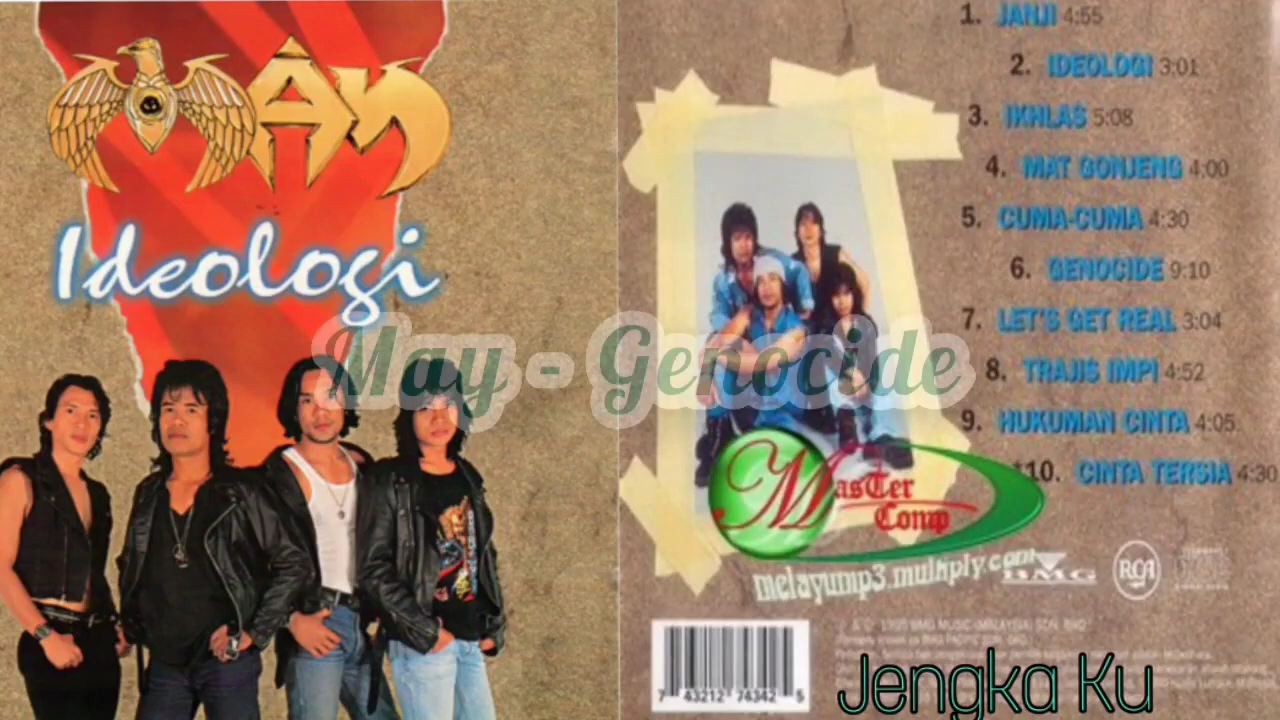 MAY
Ideologi
May - Genocide
1. JANJI 4:55
2. IDEOLOGI 3:01
3. IKHLAS 5:08
4. MAT GONJENG 4:00
5. CUMA-CUMA 4:30
6. GENOCIDE 9:10
7. LET'S GET REAL 3:04
8. TRAJIS IMPI 4:52
9. HUKUMAN CINTA 4:05
*10. CINTA TERSIA 4:30
Master
Comp
melayump3.multiply.com
BMG
RCA
BMG MUSIC (MALAYSIA) SDN. BHD.
7 43212 74342 5
Jengka Ku